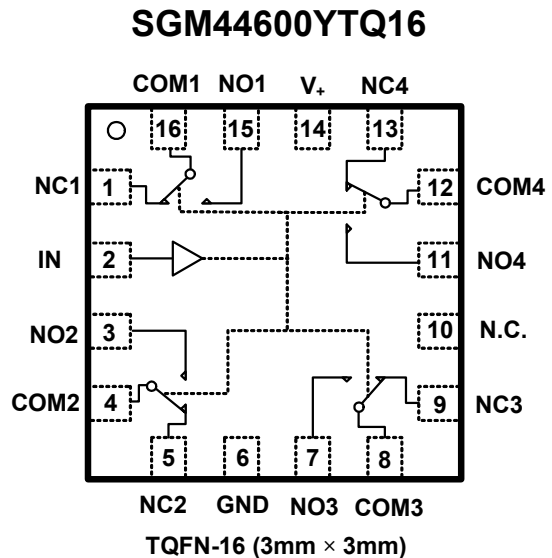 SGM44600YTQ16
COM1 NO1 V+ NC4
16 15 14 13
NC1 1 12 COM4
IN 2 11 NO4
NO2 3 10 N.C.
COM2 4 9 NC3
5 6 7 8
NC2 GND NO3 COM3
TQFN-16 (3mm × 3mm)